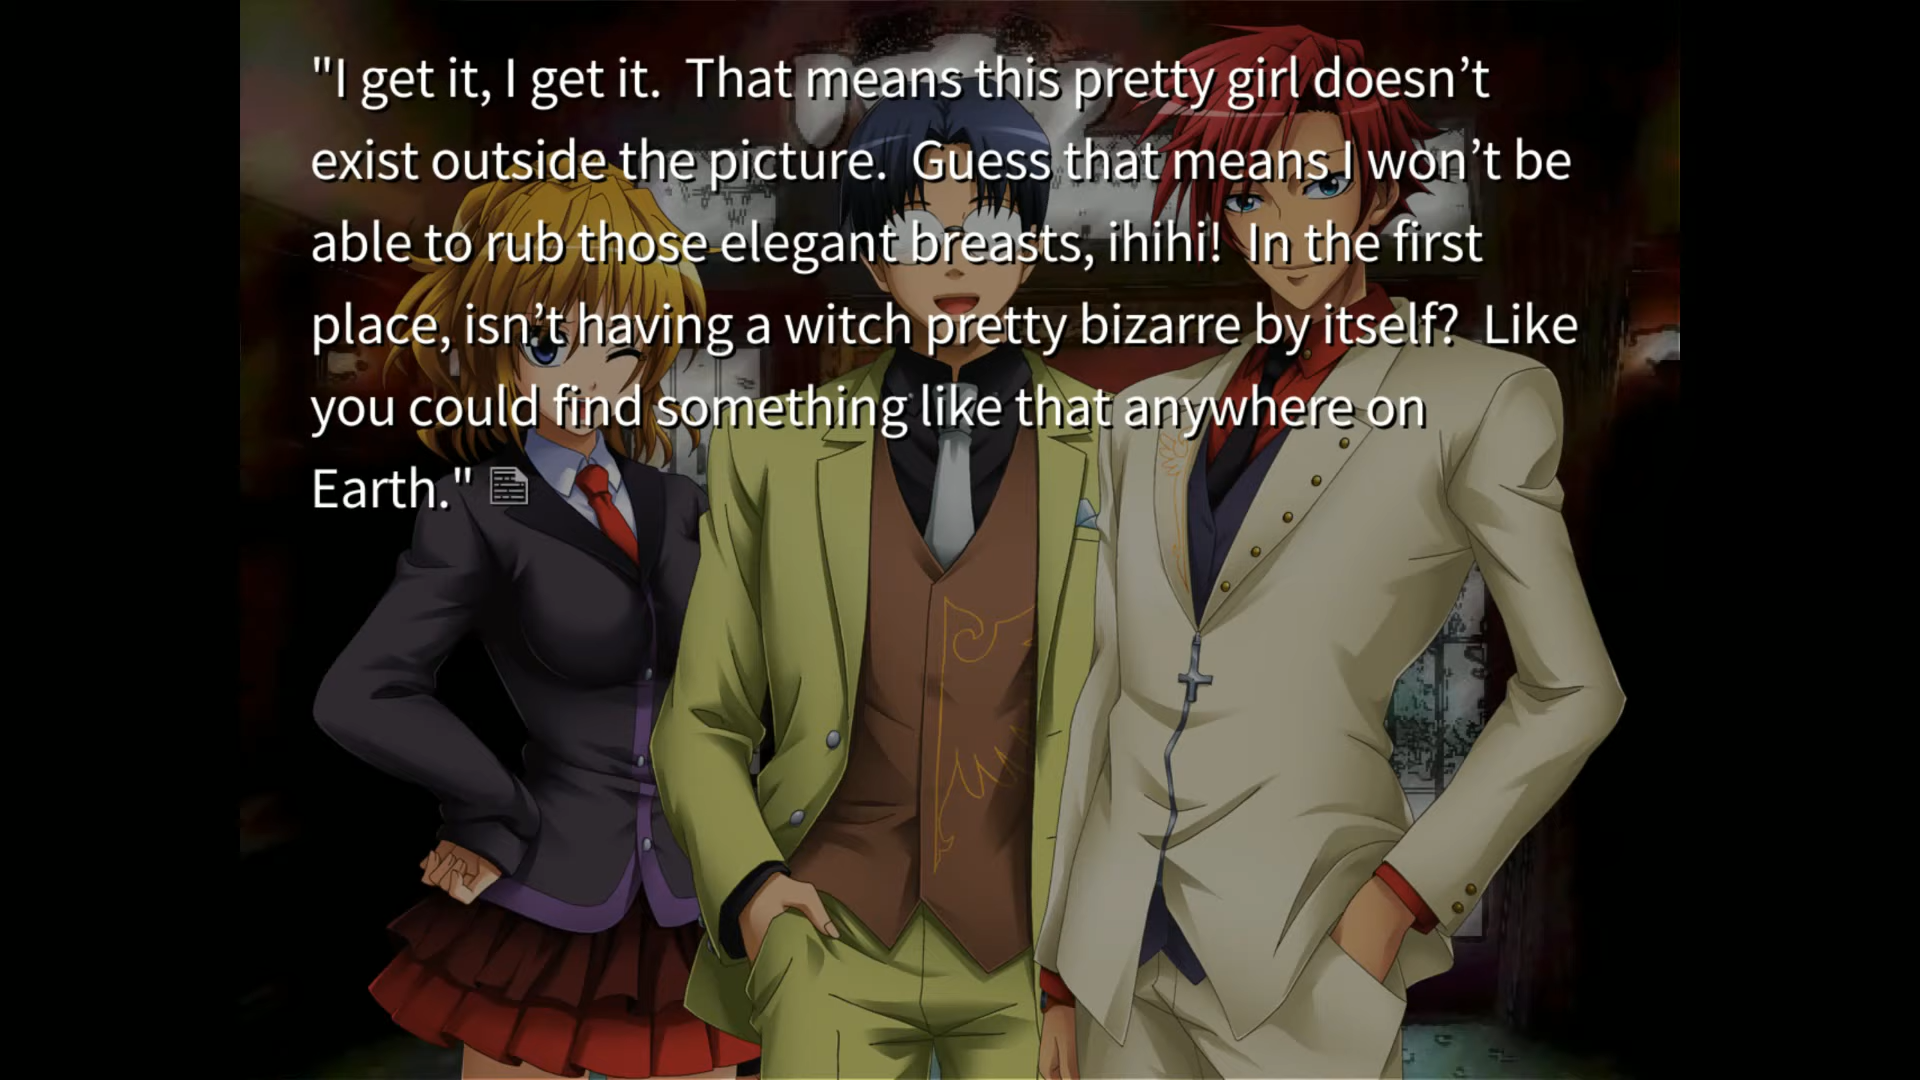 "I get it, I get it.  That means this pretty girl doesn’t
exist outside the picture.  Guess that means I won’t be
able to rub those elegant breasts, ihihi!  In the first
place, isn’t having a witch pretty bizarre by itself?  Like
you could find something like that anywhere on
Earth."